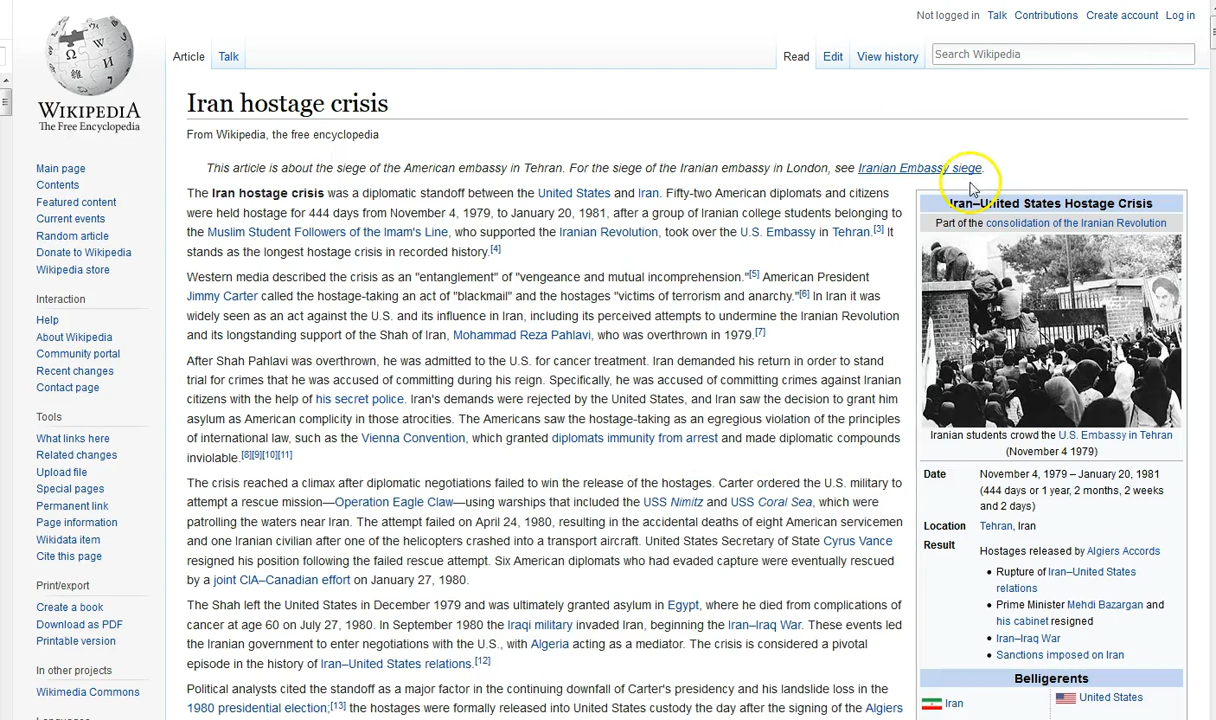 Not logged in Talk Contributions Create account Log in
Article Talk Read Edit View history Search Wikipedia
WIKIPEDIA
The Free Encyclopedia
Main page
Contents
Featured content
Current events
Random article
Donate to Wikipedia
Wikipedia store
Interaction
Help
About Wikipedia
Community portal
Recent changes
Contact page
Tools
What links here
Related changes
Upload file
Special pages
Permanent link
Page information
Wikidata item
Cite this page
Print/export
Create a book
Download as PDF
Printable version
In other projects
Wikimedia Commons
Languages
Iran hostage crisis
From Wikipedia, the free encyclopedia
This article is about the siege of the American embassy in Tehran. For the siege of the Iranian embassy in London, see Iranian Embassy siege.
The Iran hostage crisis was a diplomatic standoff between the United States and Iran. Fifty-two American diplomats and citizens
were held hostage for 444 days from November 4, 1979, to January 20, 1981, after a group of Iranian college students belonging to
the Muslim Student Followers of the Imam's Line, who supported the Iranian Revolution, took over the U.S. Embassy in Tehran.[3] It
stands as the longest hostage crisis in recorded history.[4]
Western media described the crisis as an "entanglement" of "vengeance and mutual incomprehension."[5] American President
Jimmy Carter called the hostage-taking an act of "blackmail" and the hostages "victims of terrorism and anarchy."[6] In Iran it was
widely seen as an act against the U.S. and its influence in Iran, including its perceived attempts to undermine the Iranian Revolution
and its longstanding support of the Shah of Iran, Mohammad Reza Pahlavi, who was overthrown in 1979.[7]
After Shah Pahlavi was overthrown, he was admitted to the U.S. for cancer treatment. Iran demanded his return in order to stand
trial for crimes that he was accused of committing during his reign. Specifically, he was accused of committing crimes against Iranian
citizens with the help of his secret police. Iran's demands were rejected by the United States, and Iran saw the decision to grant him
asylum as American complicity in those atrocities. The Americans saw the hostage-taking as an egregious violation of the principles
of international law, such as the Vienna Convention, which granted diplomats immunity from arrest and made diplomatic compounds
inviolable.[8][9][10][11]
The crisis reached a climax after diplomatic negotiations failed to win the release of the hostages. Carter ordered the U.S. military to
attempt a rescue mission—Operation Eagle Claw—using warships that included the USS Nimitz and USS Coral Sea, which were
patrolling the waters near Iran. The attempt failed on April 24, 1980, resulting in the accidental deaths of eight American servicemen
and one Iranian civilian after one of the helicopters crashed into a transport aircraft. United States Secretary of State Cyrus Vance
resigned his position following the failed rescue attempt. Six American diplomats who had evaded capture were eventually rescued
by a joint CIA–Canadian effort on January 27, 1980.
The Shah left the United States in December 1979 and was ultimately granted asylum in Egypt, where he died from complications of
cancer at age 60 on July 27, 1980. In September 1980 the Iraqi military invaded Iran, beginning the Iran–Iraq War. These events led
the Iranian government to enter negotiations with the U.S., with Algeria acting as a mediator. The crisis is considered a pivotal
episode in the history of Iran–United States relations.[12]
Political analysts cited the standoff as a major factor in the continuing downfall of Carter's presidency and his landslide loss in the
1980 presidential election;[13] the hostages were formally released into United States custody the day after the signing of the Algiers
Iran–United States Hostage Crisis
Part of the consolidation of the Iranian Revolution
Iranian students crowd the U.S. Embassy in Tehran
(November 4 1979)
Date November 4, 1979 – January 20, 1981
(444 days or 1 year, 2 months, 2 weeks
and 2 days)
Location Tehran, Iran
Result Hostages released by Algiers Accords
• Rupture of Iran–United States
relations
• Prime Minister Mehdi Bazargan and
his cabinet resigned
• Iran–Iraq War
• Sanctions imposed on Iran
Belligerents
Iran United States